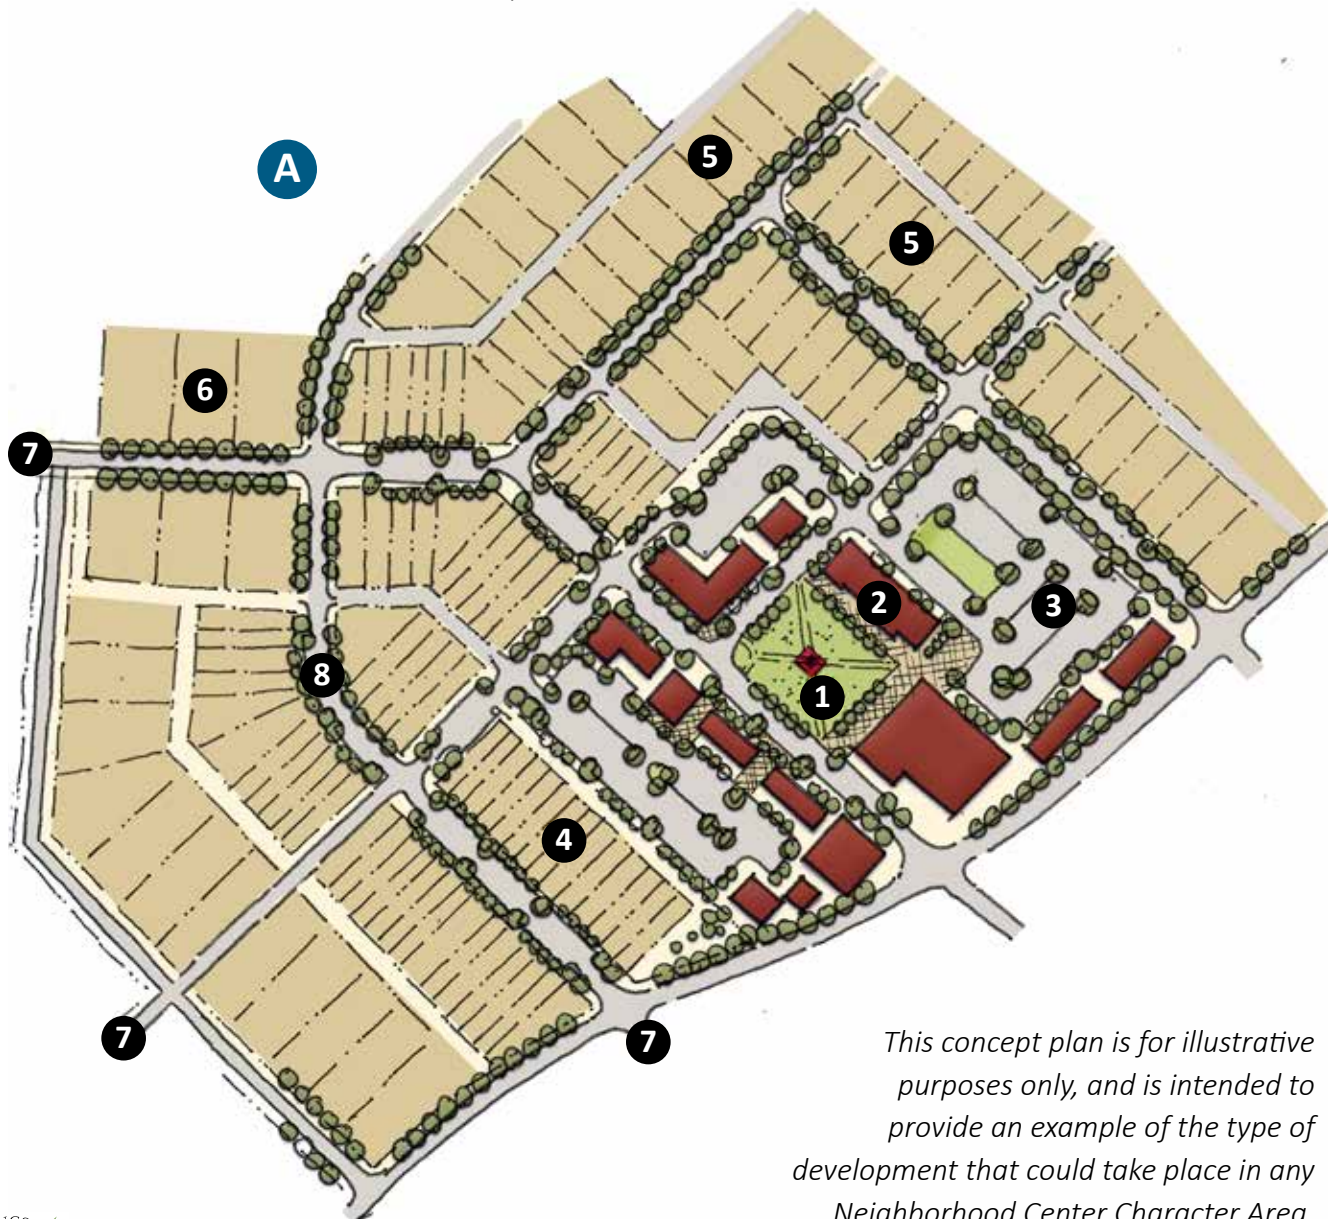 A
5
5
6
7
2
3
8
1
4
7
7
This concept plan is for illustrative
purposes only, and is intended to
provide an example of the type of
development that could take place in any
Neighborhood Center Character Area.